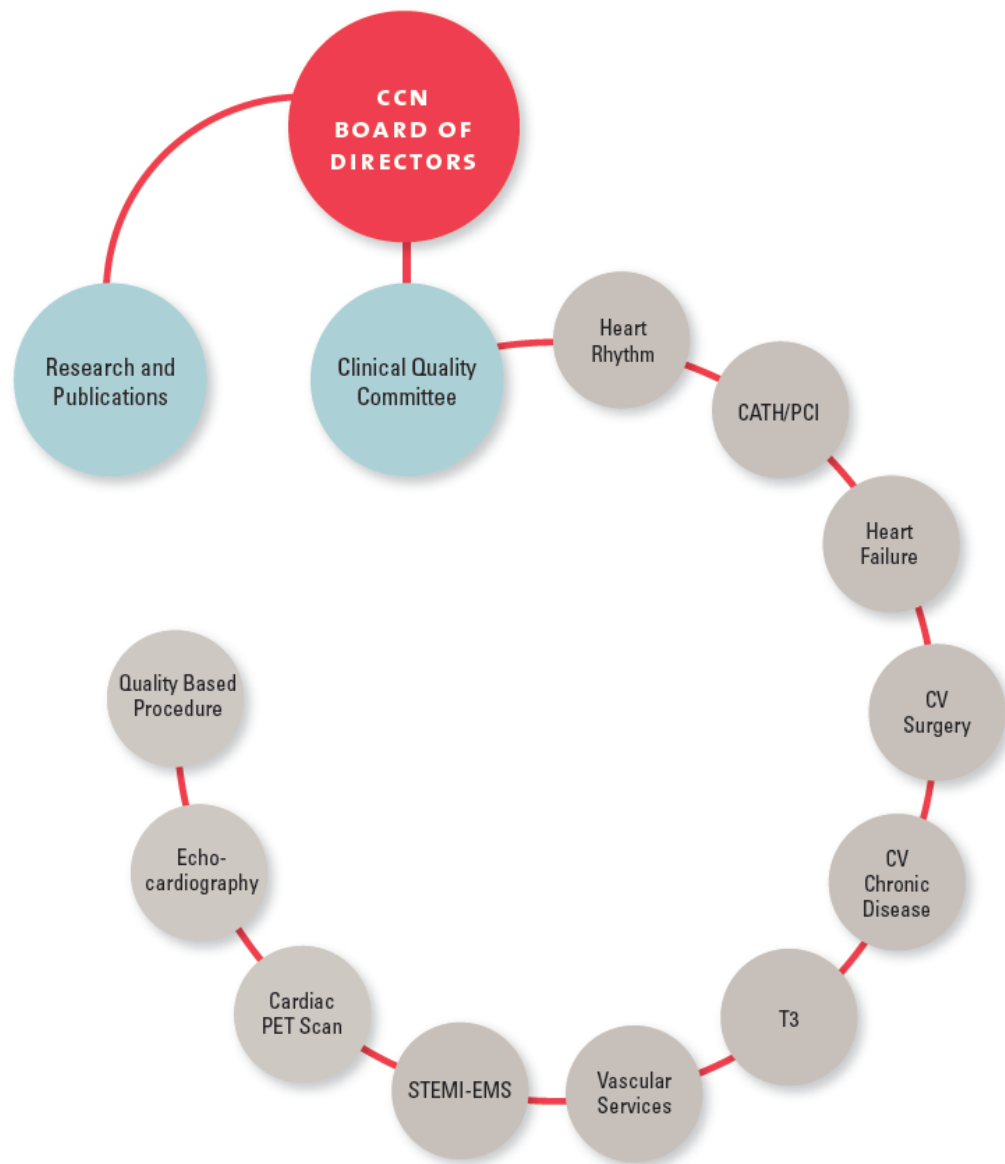 CCN
BOARD OF
DIRECTORS
Research and
Publications
Clinical Quality
Committee
Heart
Rhythm
CATH/PCI
Heart
Failure
CV
Surgery
CV
Chronic
Disease
T3
Vascular
Services
STEMI-EMS
Cardiac
PET Scan
Echo-
cardiography
Quality Based
Procedure